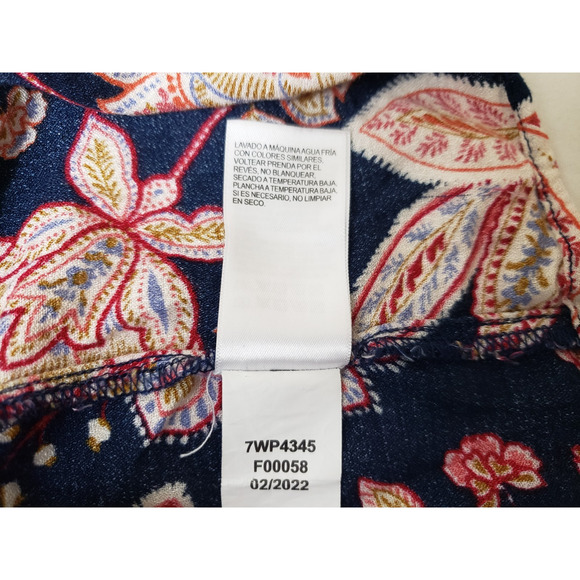 LAVADO A MÁQUINA AGUA FRÍA
CON COLORES SIMILARES,
VOLTEAR PRENDA POR EL
REVÉS, NO BLANQUEAR,
SECADO A TEMPERATURA BAJA,
PLANCHA A TEMPERATURA BAJA,
SI ES NECESARIO, NO LIMPIAR
EN SECO.
7WP4345
F00058
02/2022